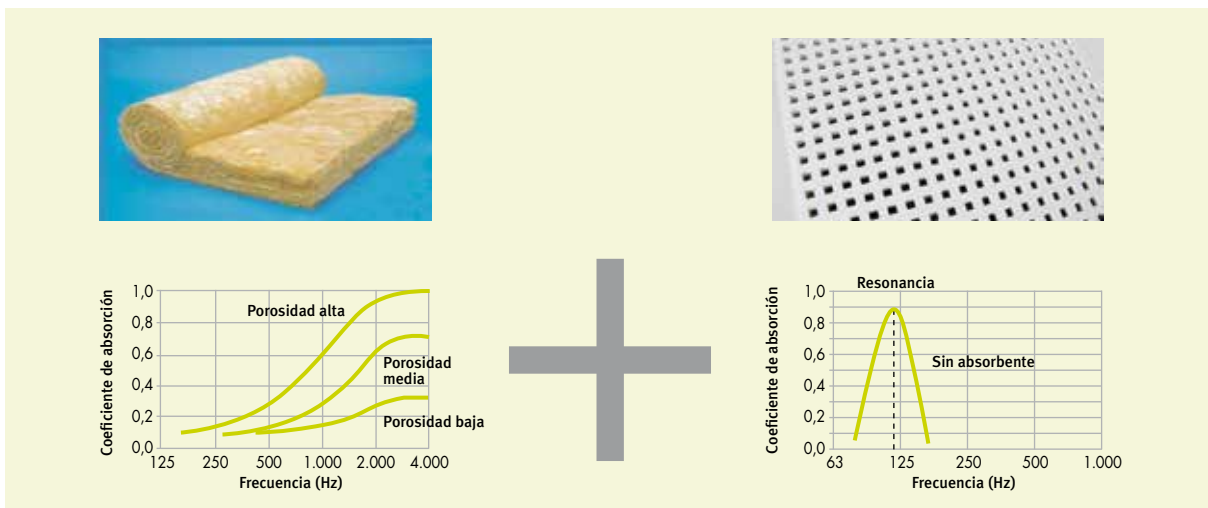 Coeficiente de absorción
1,0
0,8
0,6
0,4
0,2
0,0
Porosidad alta
Porosidad
media
Porosidad baja
125 250 500 1.000 2.000 4.000
Frecuencia (Hz)
Resonancia
Coeficiente de absorción
1,0
0,8
0,6
0,4
0,2
0,0
Sin absorbente
63 125 250 500 1.000
Frecuencia (Hz)